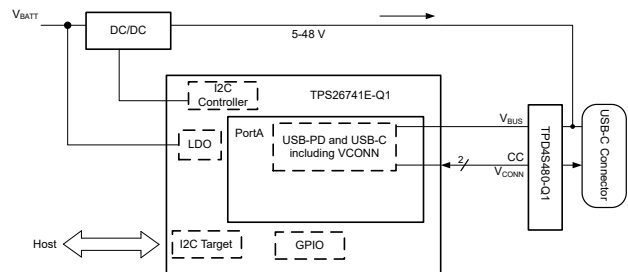 VBATT
DC/DC
5-48 V
I2C
Controller
TPS26741E-Q1
LDO
PortA
USB-PD and USB-C
including VCONN
VBUS
2
CC
VCONN
TPD4S480-Q1
USB-C Connector
Host
I2C Target
GPIO